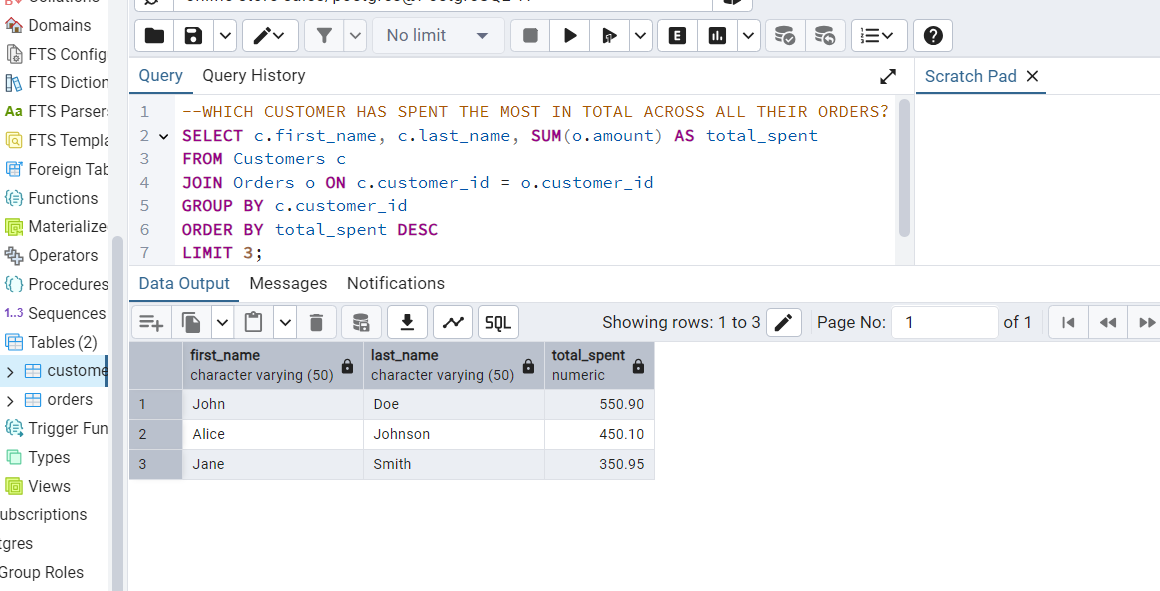 Domains
FTS Config
FTS Diction
FTS Parser
FTS Templa
Foreign Tab
Functions
Materialize
Operators
Procedures
1..3 Sequences
Tables (2)
custome
orders
Trigger Fun
Types
Views
ubscriptions
tgres
Group Roles
No limit
Query
Query History
Scratch Pad
1 --WHICH CUSTOMER HAS SPENT THE MOST IN TOTAL ACROSS ALL THEIR ORDERS?
2 SELECT c.first_name, c.last_name, SUM(o.amount) AS total_spent
3 FROM Customers c
4 JOIN Orders o ON c.customer_id = o.customer_id
5 GROUP BY c.customer_id
6 ORDER BY total_spent DESC
7 LIMIT 3;
Data Output Messages Notifications
SQL
Showing rows: 1 to 3
Page No: 1 of 1
first_name character varying (50)
last_name character varying (50)
total_spent numeric
1 John Doe 550.90
2 Alice Johnson 450.10
3 Jane Smith 350.95